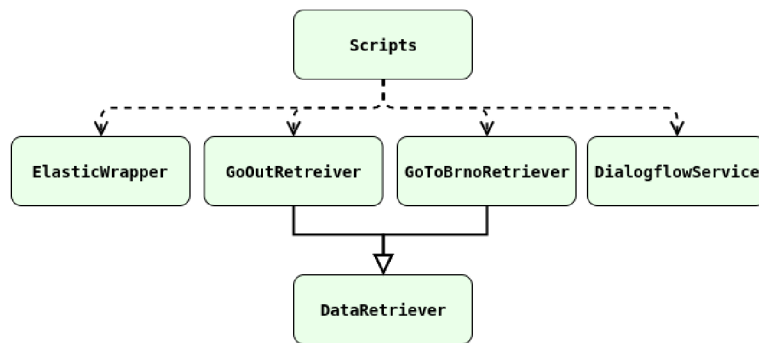 Scripts
ElasticWrapper
GoOutRetreiver
GoToBrnoRetriever
DialogflowService
DataRetriever